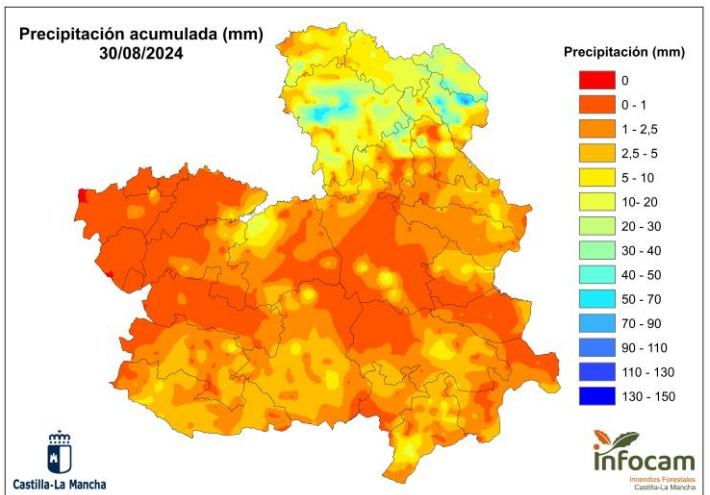 Precipitación acumulada (mm)
30/08/2024
Precipitación (mm)
0
0 - 1
1 - 2,5
2,5 - 5
5 - 10
10- 20
20 - 30
30 - 40
40 - 50
50 - 70
70 - 90
90 - 110
110 - 130
130 - 150
Castilla-La Mancha
infocam
Incendios Forestales
Castilla-La Mancha